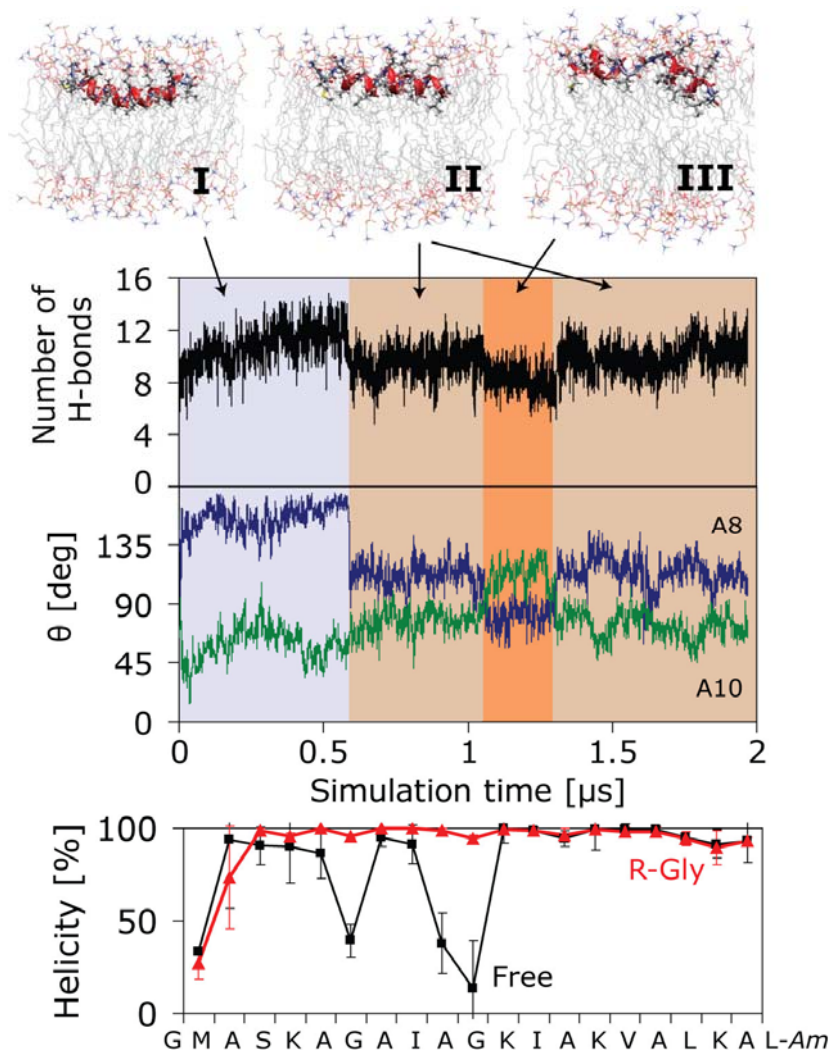 I
II
III
Number of H-bonds
16
12
8
4
0
θ [deg]
135
90
45
0
A8
A10
0
0.5
1
1.5
2
Simulation time [µs]
Helicity [%]
100
50
0
R-Gly
Free
G M A S K A G A I A G K I A K V A L K A L-Am